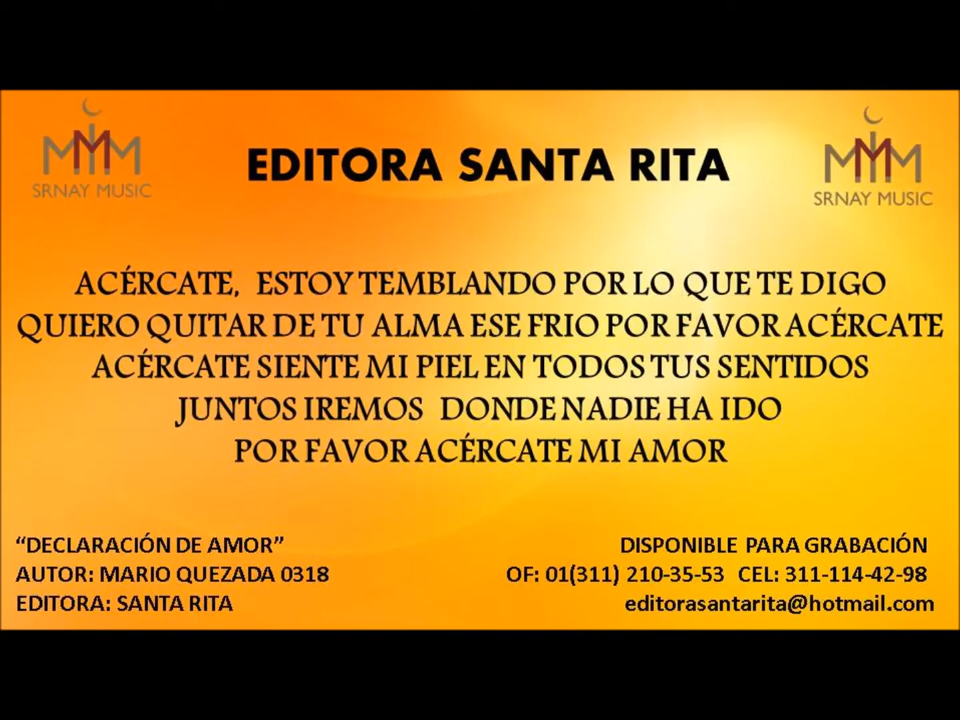 SRNAY MUSIC
EDITORA SANTA RITA
SRNAY MUSIC
ACÉRCATE, ESTOY TEMBLANDO POR LO QUE TE DIGO
QUIERO QUITAR DE TU ALMA ESE FRIO POR FAVOR ACÉRCATE
ACÉRCATE SIENTE MI PIEL EN TODOS TUS SENTIDOS
JUNTOS IREMOS DONDE NADIE HA IDO
POR FAVOR ACÉRCATE MI AMOR
“DECLARACIÓN DE AMOR”
AUTOR: MARIO QUEZADA 0318
EDITORA: SANTA RITA
DISPONIBLE PARA GRABACIÓN
OF: 01(311) 210-35-53 CEL: 311-114-42-98
editorasantarita@hotmail.com